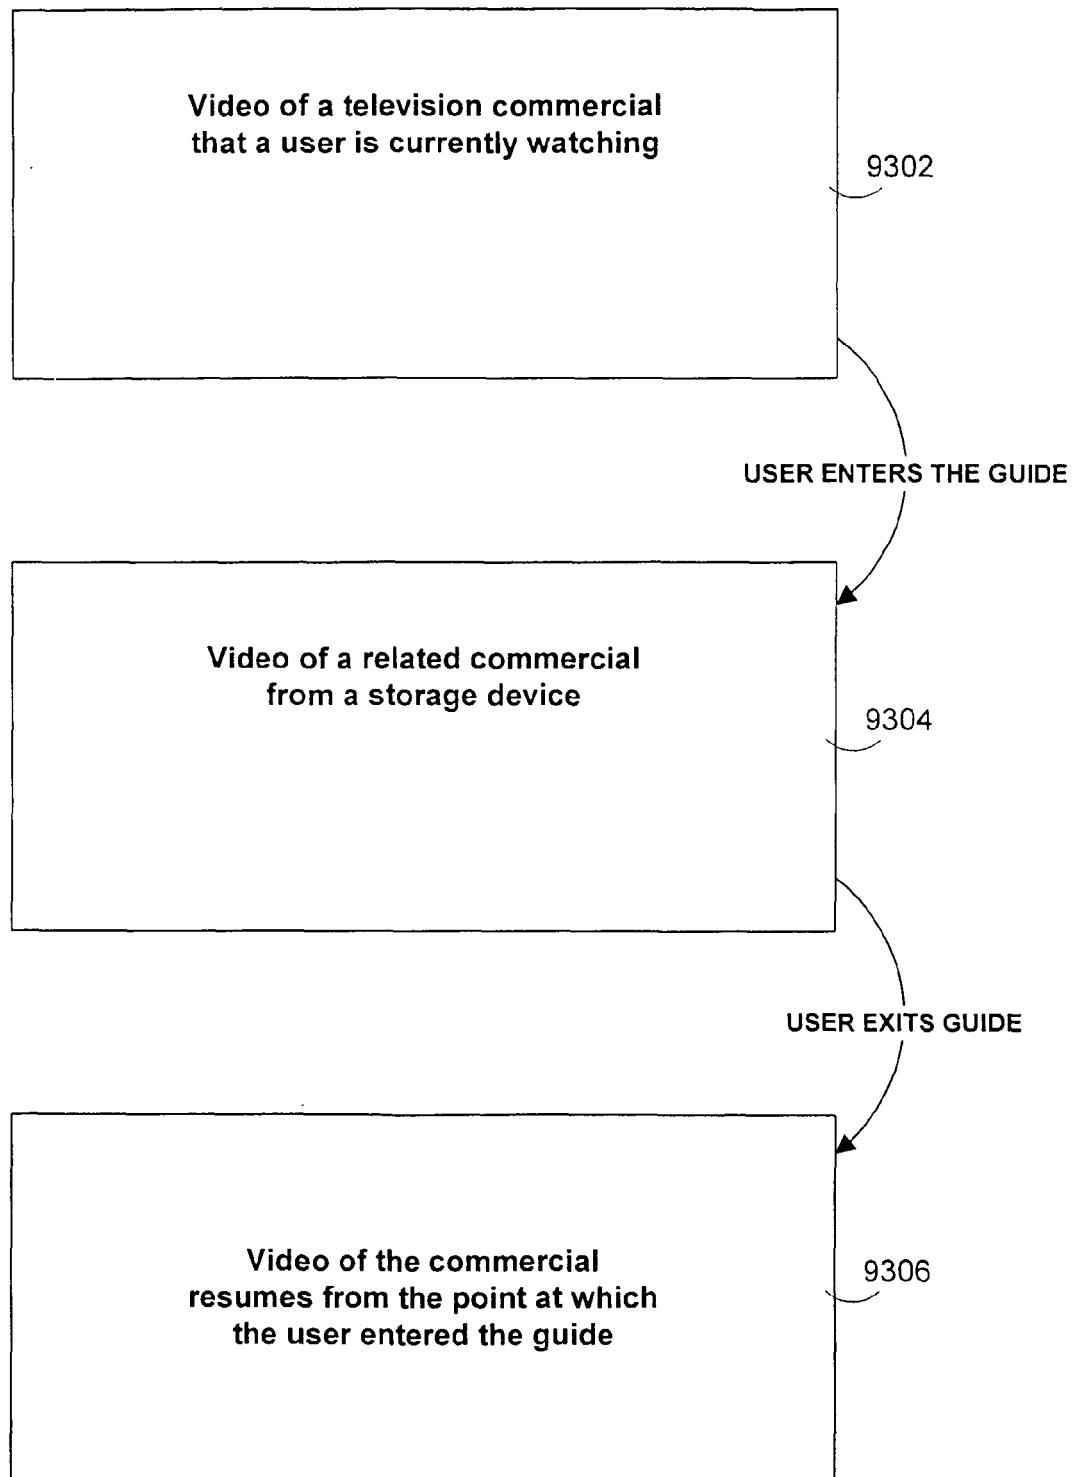 Video of a television commercial
that a user is currently watching
9302
USER ENTERS THE GUIDE
Video of a related commercial
from a storage device
9304
USER EXITS GUIDE
Video of the commercial
resumes from the point at which
the user entered the guide
9306